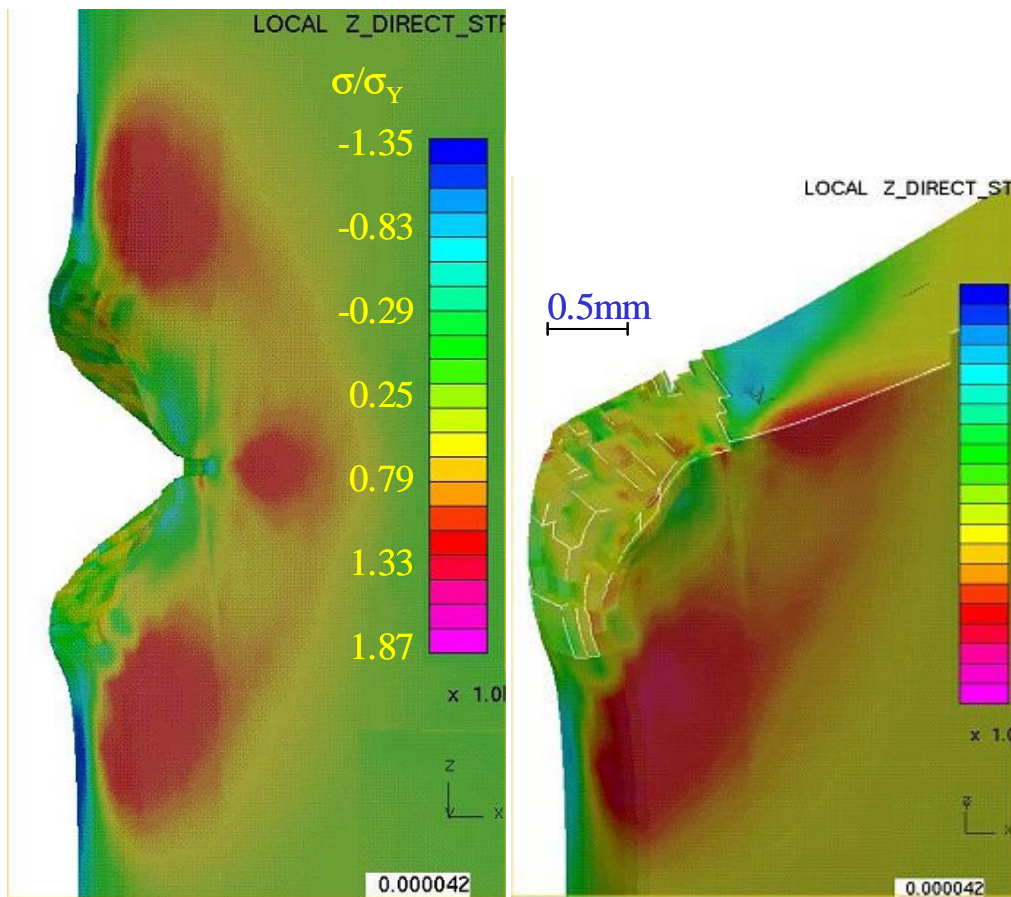 LOCAL Z_DIRECT_STR
σ/σY
-1.35
-0.83
-0.29
0.25
0.79
1.33
1.87
x 1.0
Z
X
0.000042
LOCAL Z_DIRECT_ST
0.5mm
x 1.0
Z
X
0.000042